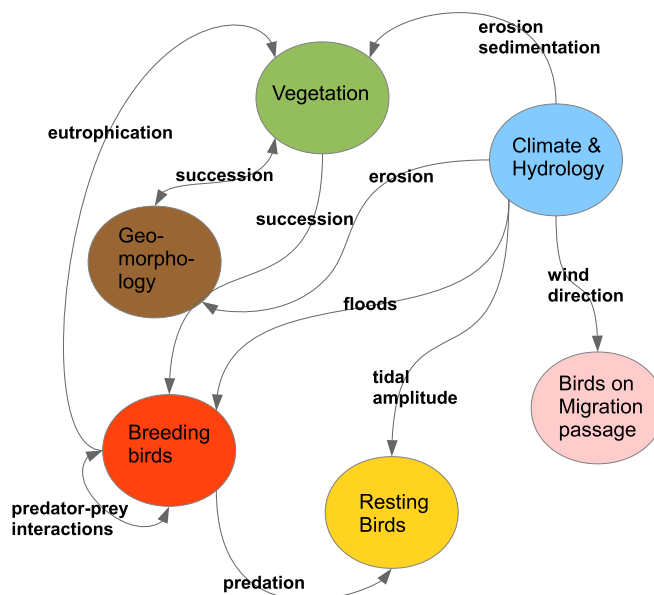 erosion
sedimentation
Vegetation
eutrophication
Climate &
Hydrology
succession
erosion
succession
Geo-
morpho-
logy
wind
direction
floods
tidal
amplitude
Birds on
Migration
passage
Breeding
birds
Resting
Birds
predator-prey
interactions
predation